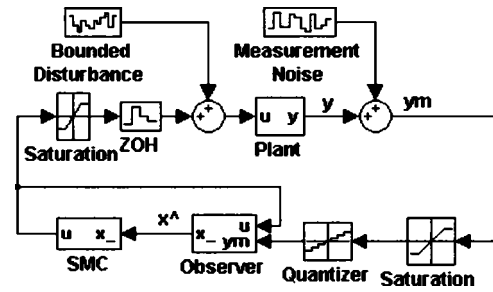 Bounded
Disturbance
Measurement
Noise
Saturation
ZOH
+
+
u y
Plant
y
+
+
ym
u x_
SMC
x^
x_ u
ym
Observer
Quantizer
Saturation